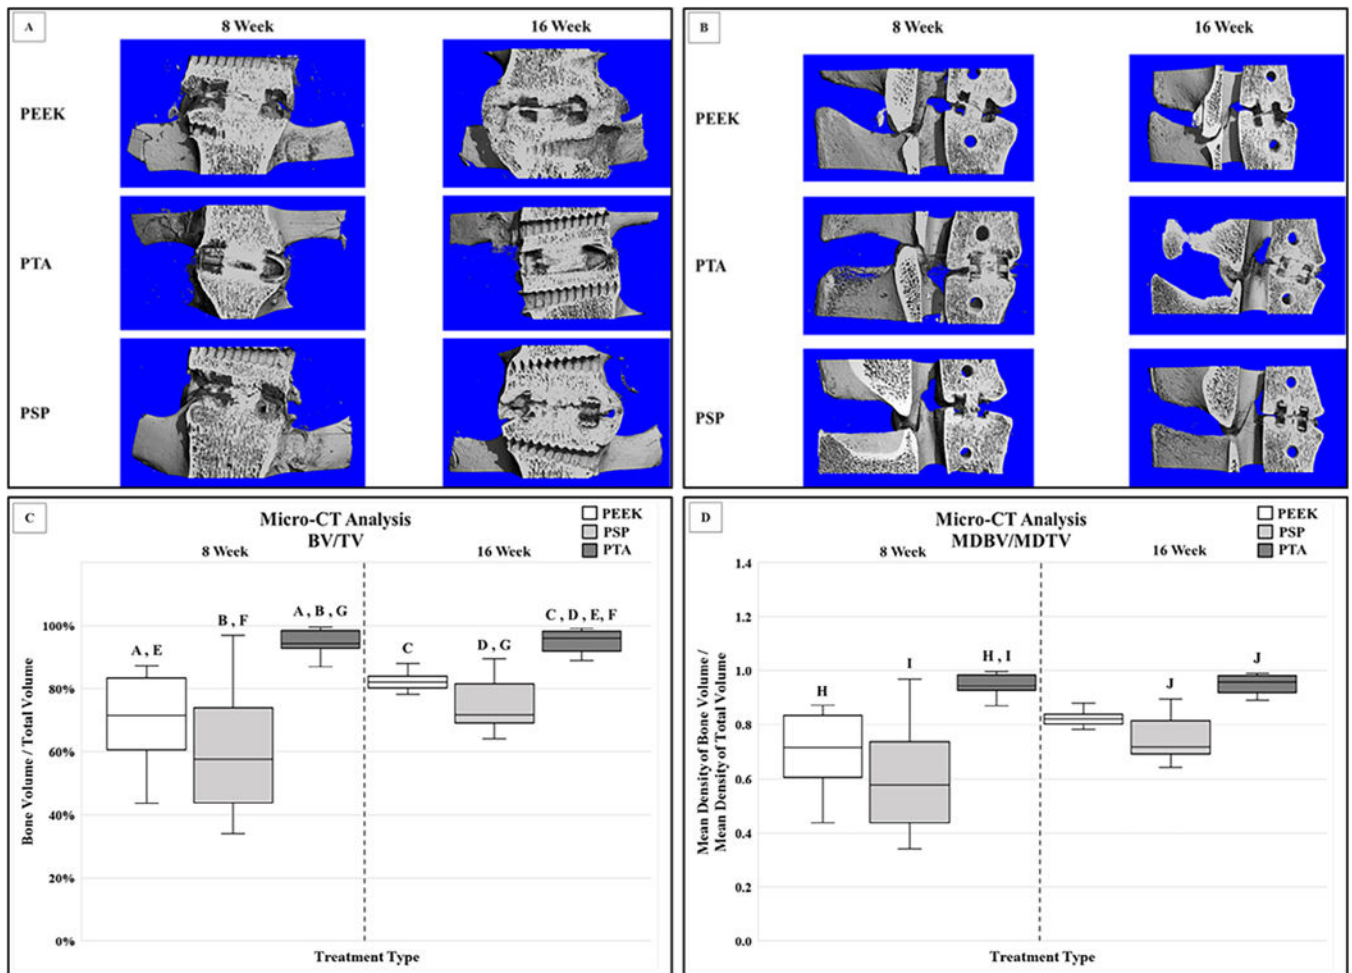 A
8 Week
16 Week
PEEK
PTA
PSP
B
8 Week
16 Week
PEEK
PTA
PSP
C
Micro-CT Analysis
BV/TV
PEEK
PSP
PTA
8 Week
16 Week
Bone Volume / Total Volume
100%
80%
60%
40%
20%
0%
A , E
B , F
A , B , G
C
D , G
C , D , E , F
Treatment Type
D
Micro-CT Analysis
MDBV/MDTV
PEEK
PSP
PTA
8 Week
16 Week
Mean Density of Bone Volume /
Mean Density of Total Volume
1.4
1.2
1.0
0.8
0.6
0.4
0.2
0.0
H
I
H , I
J
J
Treatment Type